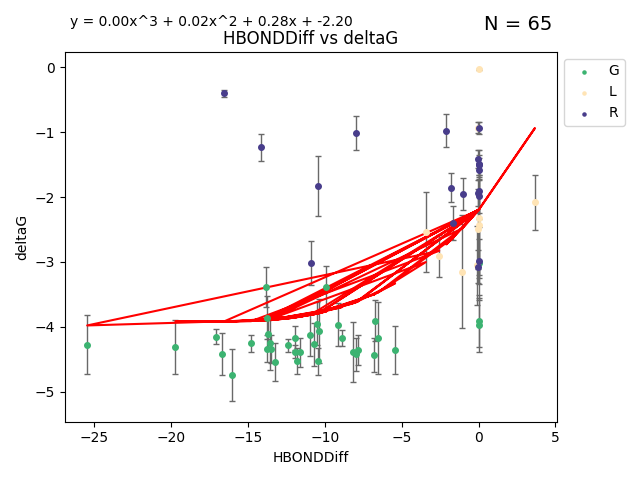 y = 0.00x^3 + 0.02x^2 + 0.28x + -2.20
N = 65
HBONDDiff vs deltaG
G
L
R
deltaG
0
−1
−2
−3
−4
−5
−25
−20
−15
−10
−5
0
5
HBONDDiff